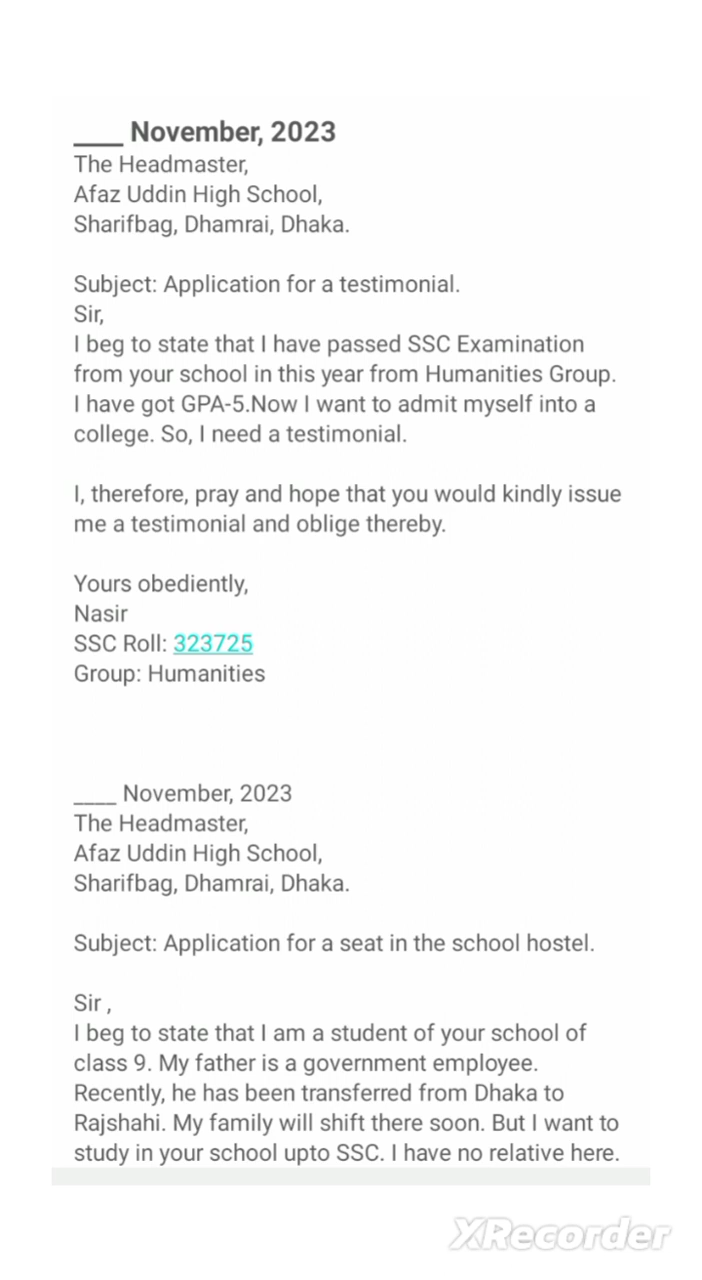 ____ November, 2023
The Headmaster,
Afaz Uddin High School,
Sharifbag, Dhamrai, Dhaka.
Subject: Application for a testimonial.
Sir,
I beg to state that I have passed SSC Examination
from your school in this year from Humanities Group.
I have got GPA-5.Now I want to admit myself into a
college. So, I need a testimonial.
I, therefore, pray and hope that you would kindly issue
me a testimonial and oblige thereby.
Yours obediently,
Nasir
SSC Roll: 323725
Group: Humanities
____ November, 2023
The Headmaster,
Afaz Uddin High School,
Sharifbag, Dhamrai, Dhaka.
Subject: Application for a seat in the school hostel.
Sir ,
I beg to state that I am a student of your school of
class 9. My father is a government employee.
Recently, he has been transferred from Dhaka to
Rajshahi. My family will shift there soon. But I want to
study in your school upto SSC. I have no relative here.
XRecorder